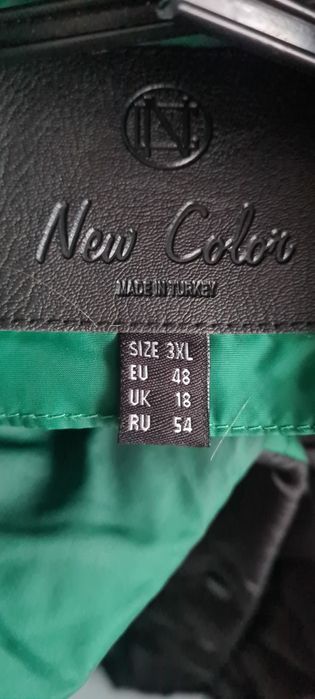 N
New Color
MADE IN TURKEY
SIZE 3XL
EU 48
UK 18
RU 54